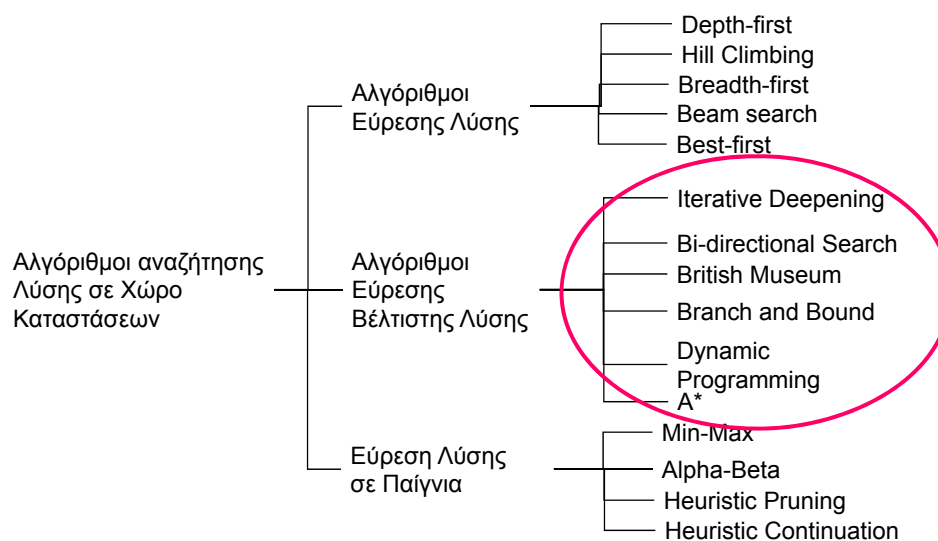 Αλγόριθμοι αναζήτησης
Λύσης σε Χώρο
Καταστάσεων
Αλγόριθμοι
Εύρεσης Λύσης
Depth-first
Hill Climbing
Breadth-first
Beam search
Best-first
Αλγόριθμοι
Εύρεσης
Βέλτιστης Λύσης
Iterative Deepening
Bi-directional Search
British Museum
Branch and Bound
Dynamic
Programming
A*
Εύρεση Λύσης
σε Παίγνια
Min-Max
Alpha-Beta
Heuristic Pruning
Heuristic Continuation